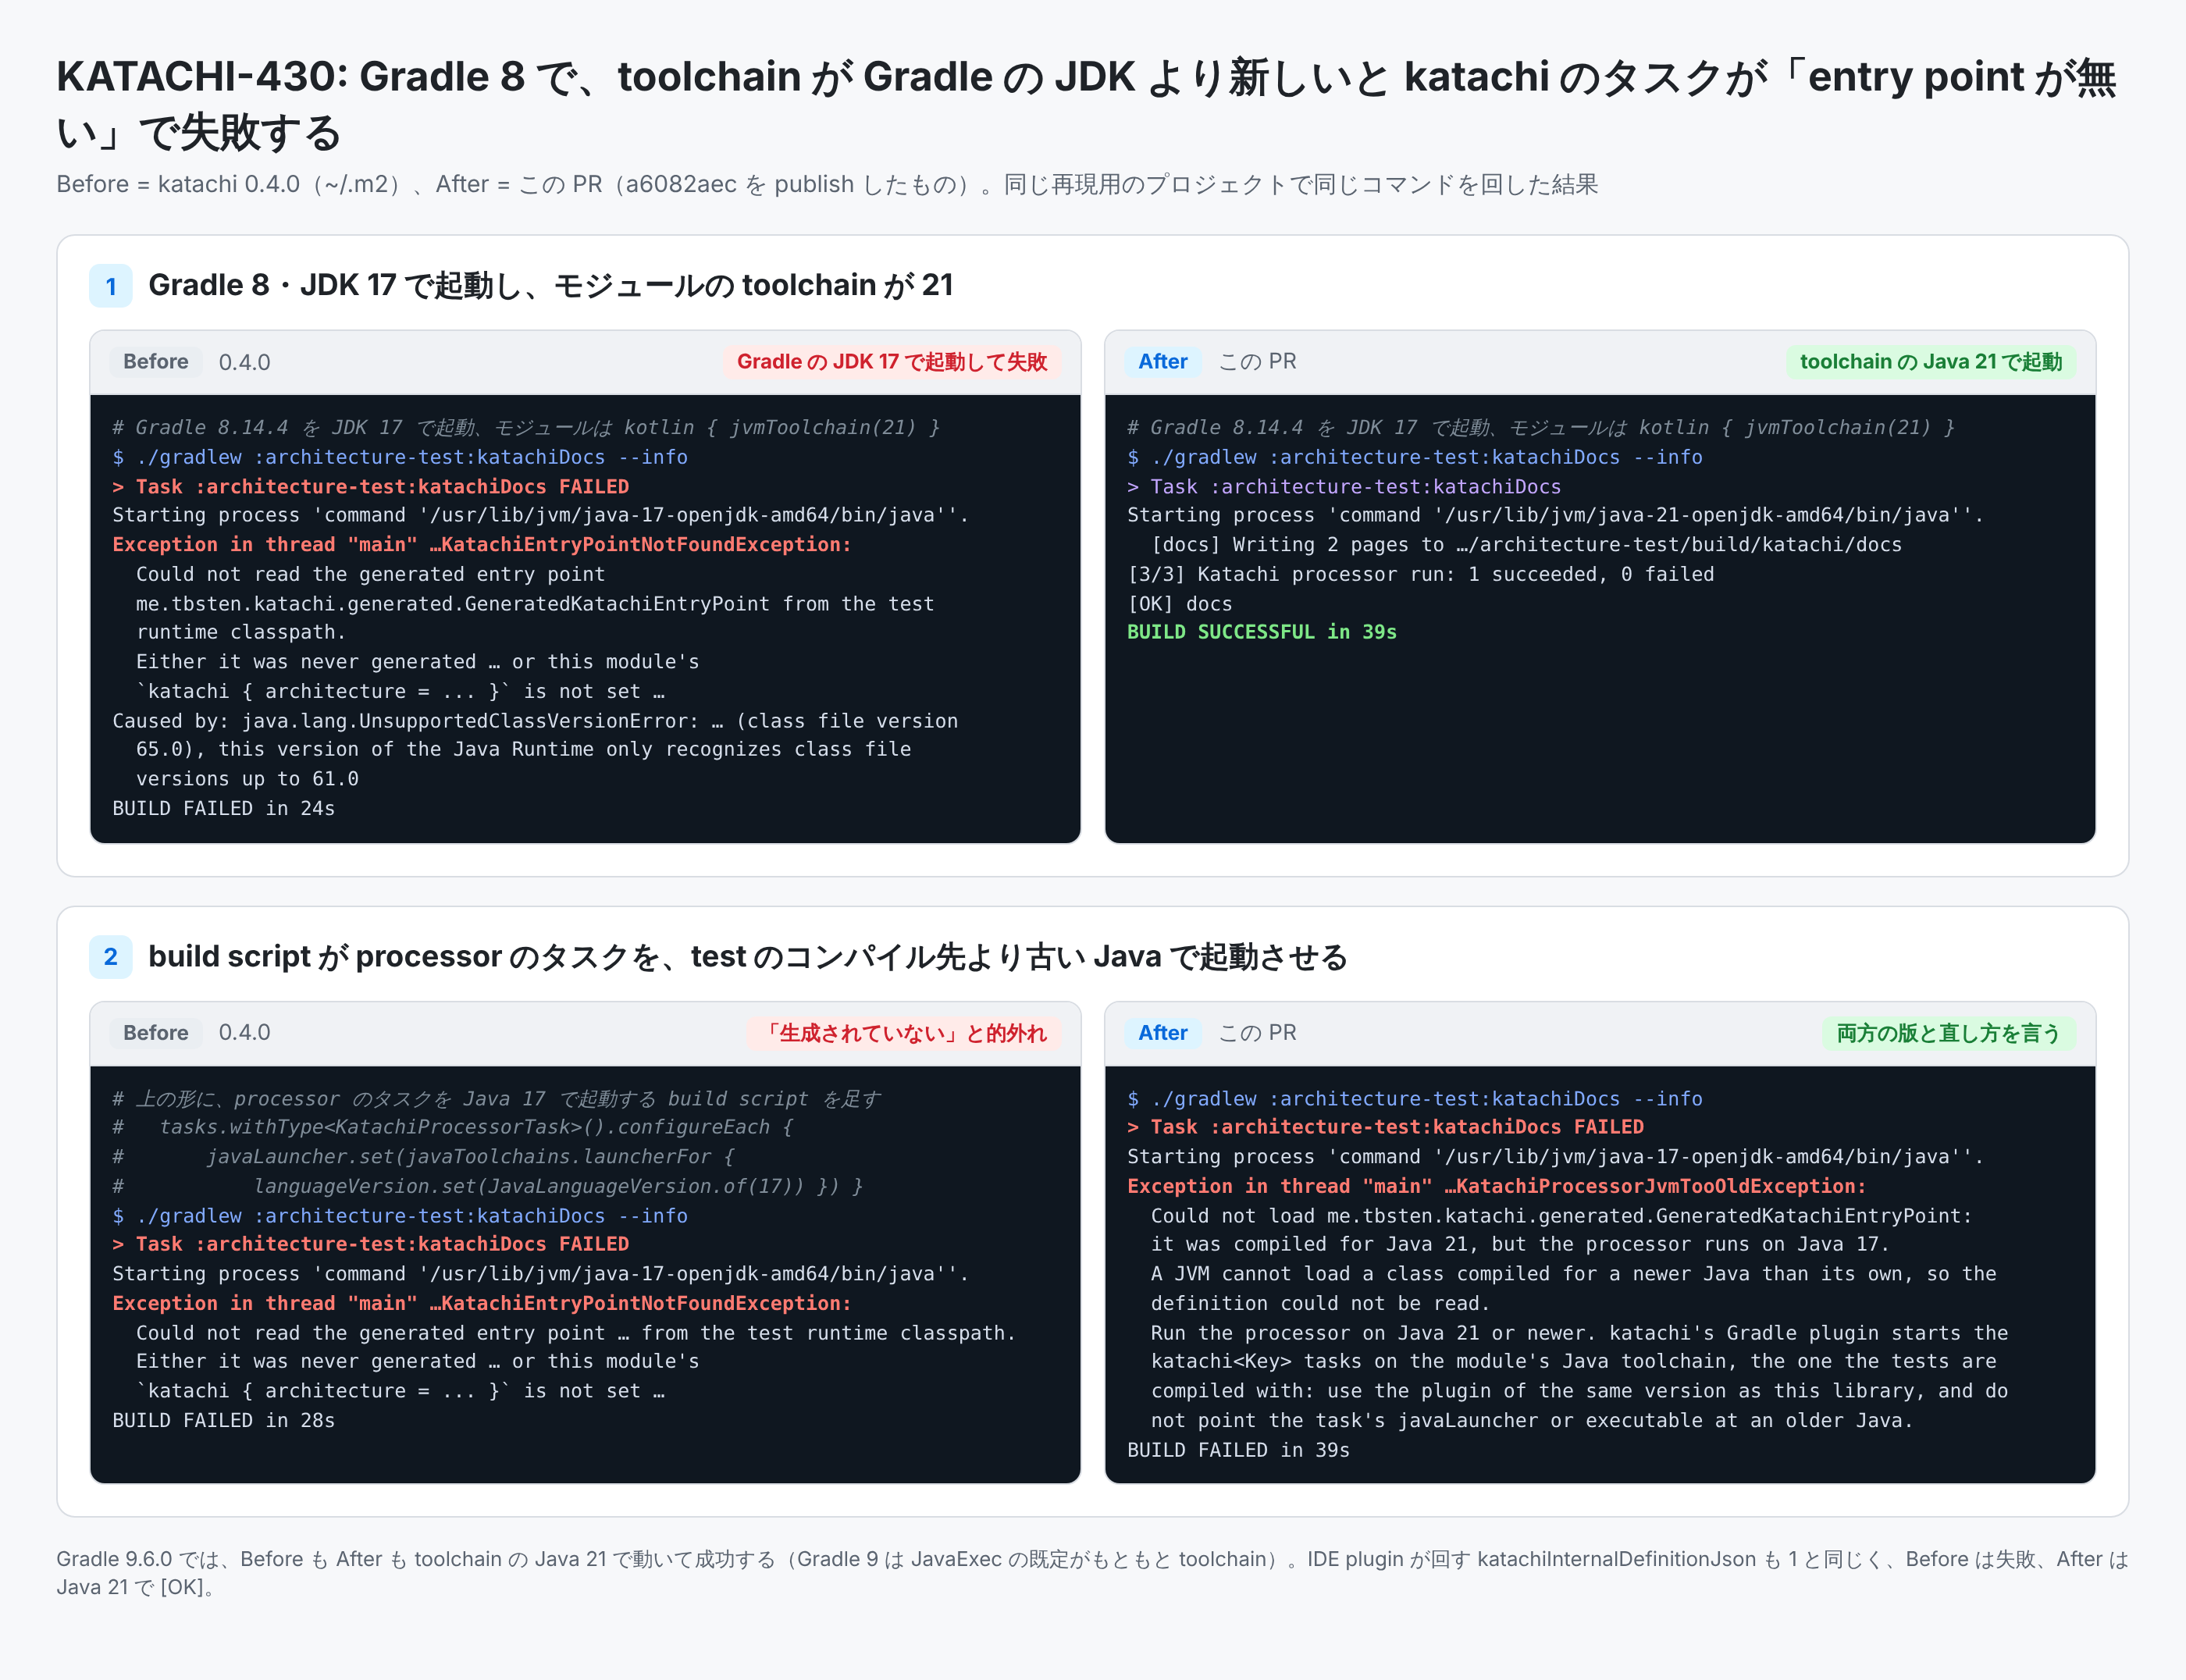 KATACHI-430: Gradle 8 で、toolchain が Gradle の JDK より新しいと katachi のタスクが「entry point が無
い」で失敗する
Before = katachi 0.4.0（~/.m2）、After = この PR（a6082aec を publish したもの）。同じ再現用のプロジェクトで同じコマンドを回した結果
1 Gradle 8・JDK 17 で起動し、モジュールの toolchain が 21
Before 0.4.0 Gradle の JDK 17 で起動して失敗
# Gradle 8.14.4 を JDK 17 で起動、モジュールは kotlin { jvmToolchain(21) }
$ ./gradlew :architecture-test:katachiDocs --info
> Task :architecture-test:katachiDocs FAILED
Starting process 'command '/usr/lib/jvm/java-17-openjdk-amd64/bin/java''.
Exception in thread "main" …KatachiEntryPointNotFoundException:
  Could not read the generated entry point
  me.tbsten.katachi.generated.GeneratedKatachiEntryPoint from the test
  runtime classpath.
  Either it was never generated … or this module's
  `katachi { architecture = ... }` is not set …
Caused by: java.lang.UnsupportedClassVersionError: … (class file version
  65.0), this version of the Java Runtime only recognizes class file
  versions up to 61.0
BUILD FAILED in 24s
After この PR toolchain の Java 21 で起動
# Gradle 8.14.4 を JDK 17 で起動、モジュールは kotlin { jvmToolchain(21) }
$ ./gradlew :architecture-test:katachiDocs --info
> Task :architecture-test:katachiDocs
Starting process 'command '/usr/lib/jvm/java-21-openjdk-amd64/bin/java''.
  [docs] Writing 2 pages to …/architecture-test/build/katachi/docs
[3/3] Katachi processor run: 1 succeeded, 0 failed
[OK] docs
BUILD SUCCESSFUL in 39s
2 build script が processor のタスクを、test のコンパイル先より古い Java で起動させる
Before 0.4.0 「生成されていない」と的外れ
# 上の形に、processor のタスクを Java 17 で起動する build script を足す
#   tasks.withType<KatachiProcessorTask>().configureEach {
#       javaLauncher.set(javaToolchains.launcherFor {
#           languageVersion.set(JavaLanguageVersion.of(17)) }) }
$ ./gradlew :architecture-test:katachiDocs --info
> Task :architecture-test:katachiDocs FAILED
Starting process 'command '/usr/lib/jvm/java-17-openjdk-amd64/bin/java''.
Exception in thread "main" …KatachiEntryPointNotFoundException:
  Could not read the generated entry point … from the test runtime classpath.
  Either it was never generated … or this module's
  `katachi { architecture = ... }` is not set …
BUILD FAILED in 28s
After この PR 両方の版と直し方を言う
$ ./gradlew :architecture-test:katachiDocs --info
> Task :architecture-test:katachiDocs FAILED
Starting process 'command '/usr/lib/jvm/java-17-openjdk-amd64/bin/java''.
Exception in thread "main" …KatachiProcessorJvmTooOldException:
  Could not load me.tbsten.katachi.generated.GeneratedKatachiEntryPoint:
  it was compiled for Java 21, but the processor runs on Java 17.
  A JVM cannot load a class compiled for a newer Java than its own, so the
  definition could not be read.
  Run the processor on Java 21 or newer. katachi's Gradle plugin starts the
  katachi<Key> tasks on the module's Java toolchain, the one the tests are
  compiled with: use the plugin of the same version as this library, and do
  not point the task's javaLauncher or executable at an older Java.
BUILD FAILED in 39s
Gradle 9.6.0 では、Before も After も toolchain の Java 21 で動いて成功する（Gradle 9 は JavaExec の既定がもともと toolchain）。IDE plugin が回す katachiInternalDefinitionJson も 1 と同じく、Before は失敗、After は
Java 21 で [OK]。